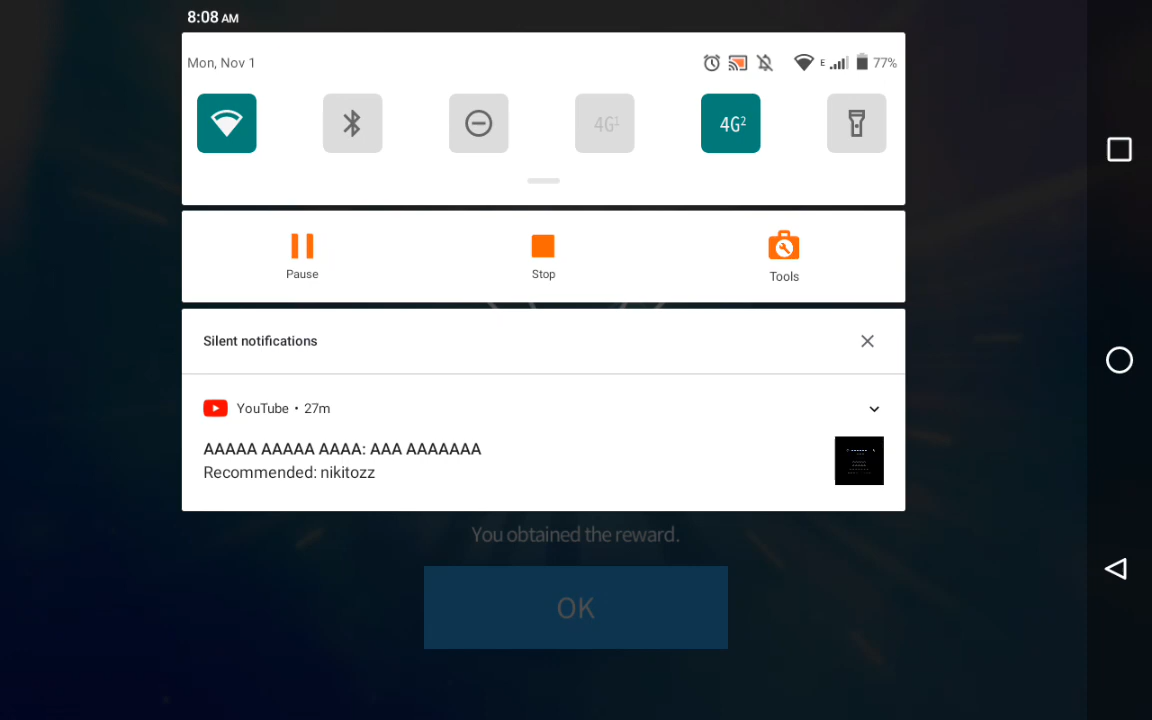 8:08 AM
Mon, Nov 1
E
77%
4G1
4G2
Pause
Stop
Tools
Silent notifications
YouTube • 27m
AAAAA AAAAA AAAA: AAA AAAAAAA
Recommended: nikitozz
You obtained the reward.
OK